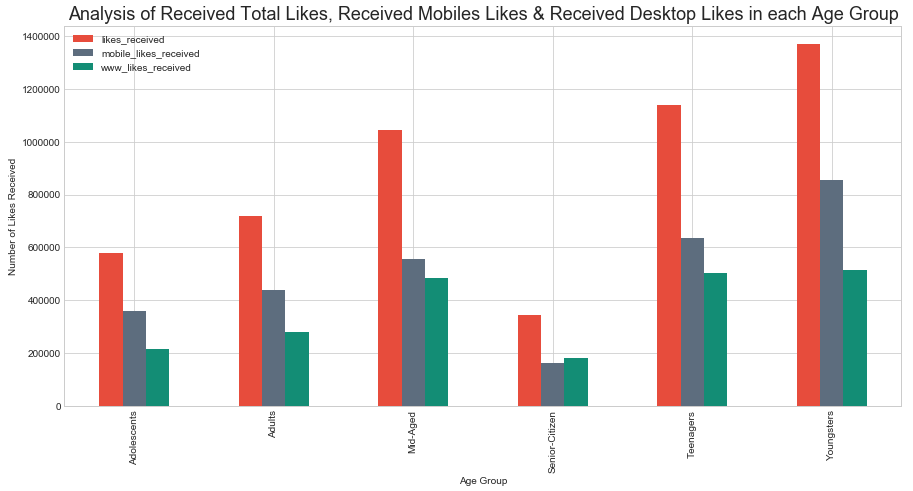 Analysis of Received Total Likes, Received Mobiles Likes & Received Desktop Likes in each Age Group
likes_received
mobile_likes_received
www_likes_received
Number of Likes Received
1400000
1200000
1000000
800000
600000
400000
200000
0
Adolescents
Adults
Mid-Aged
Senior-Citizen
Teenagers
Youngsters
Age Group